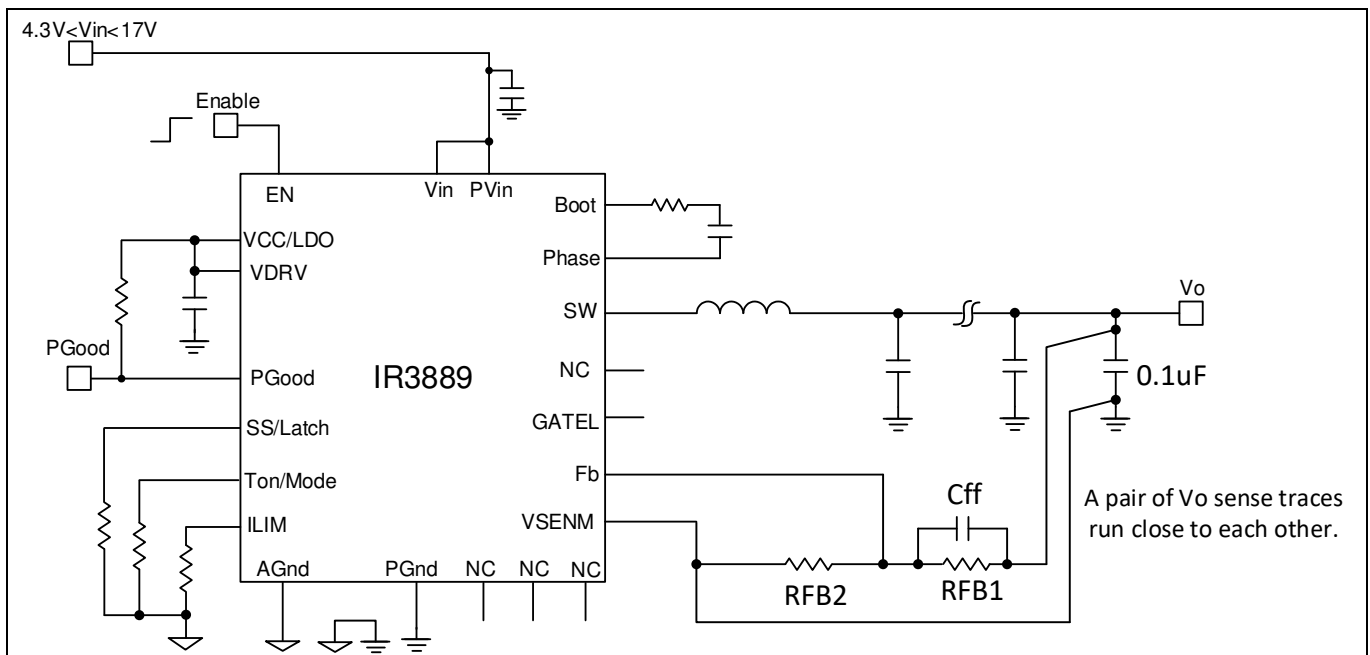 4.3V<Vin<17V
Enable
EN
Vin
PVin
Boot
VCC/LDO
Phase
VDRV
Vo
SW
PGood
PGood
IR3889
NC
0.1uF
SS/Latch
GATEL
Ton/Mode
Fb
Cff
A pair of Vo sense traces
run close to each other.
ILIM
VSENM
AGnd
PGnd
NC
NC
NC
RFB2
RFB1